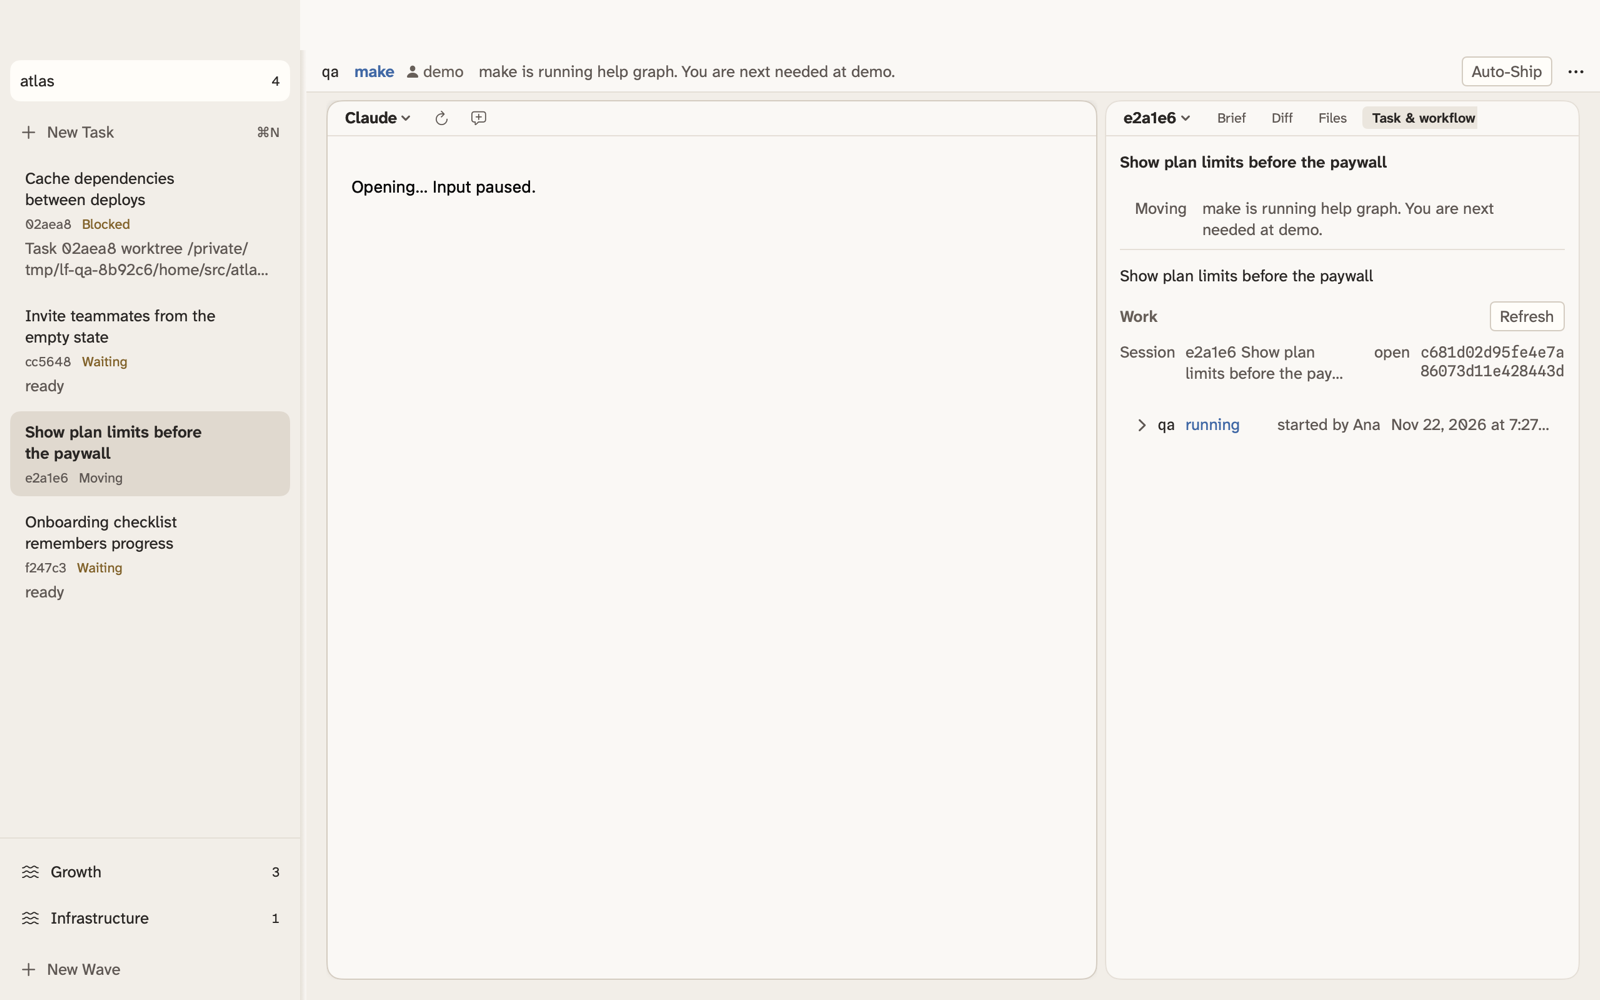 atlas 4
New Task ⌘N
Cache dependencies
between deploys
02aea8 Blocked
Task 02aea8 worktree /private/
tmp/lf-qa-8b92c6/home/src/atla...
Invite teammates from the
empty state
cc5648 Waiting
ready
Show plan limits before
the paywall
e2a1e6 Moving
Onboarding checklist
remembers progress
f247c3 Waiting
ready
Growth 3
Infrastructure 1
New Wave
qa make demo make is running help graph. You are next needed at demo.
Auto-Ship
Claude
Opening... Input paused.
e2a1e6 Brief Diff Files Task & workflow
Show plan limits before the paywall
Moving make is running help graph. You are next
needed at demo.
Show plan limits before the paywall
Work Refresh
Session e2a1e6 Show plan open c681d02d95fe4e7a
limits before the pay... 86073d11e428443d
qa running started by Ana Nov 22, 2026 at 7:27...